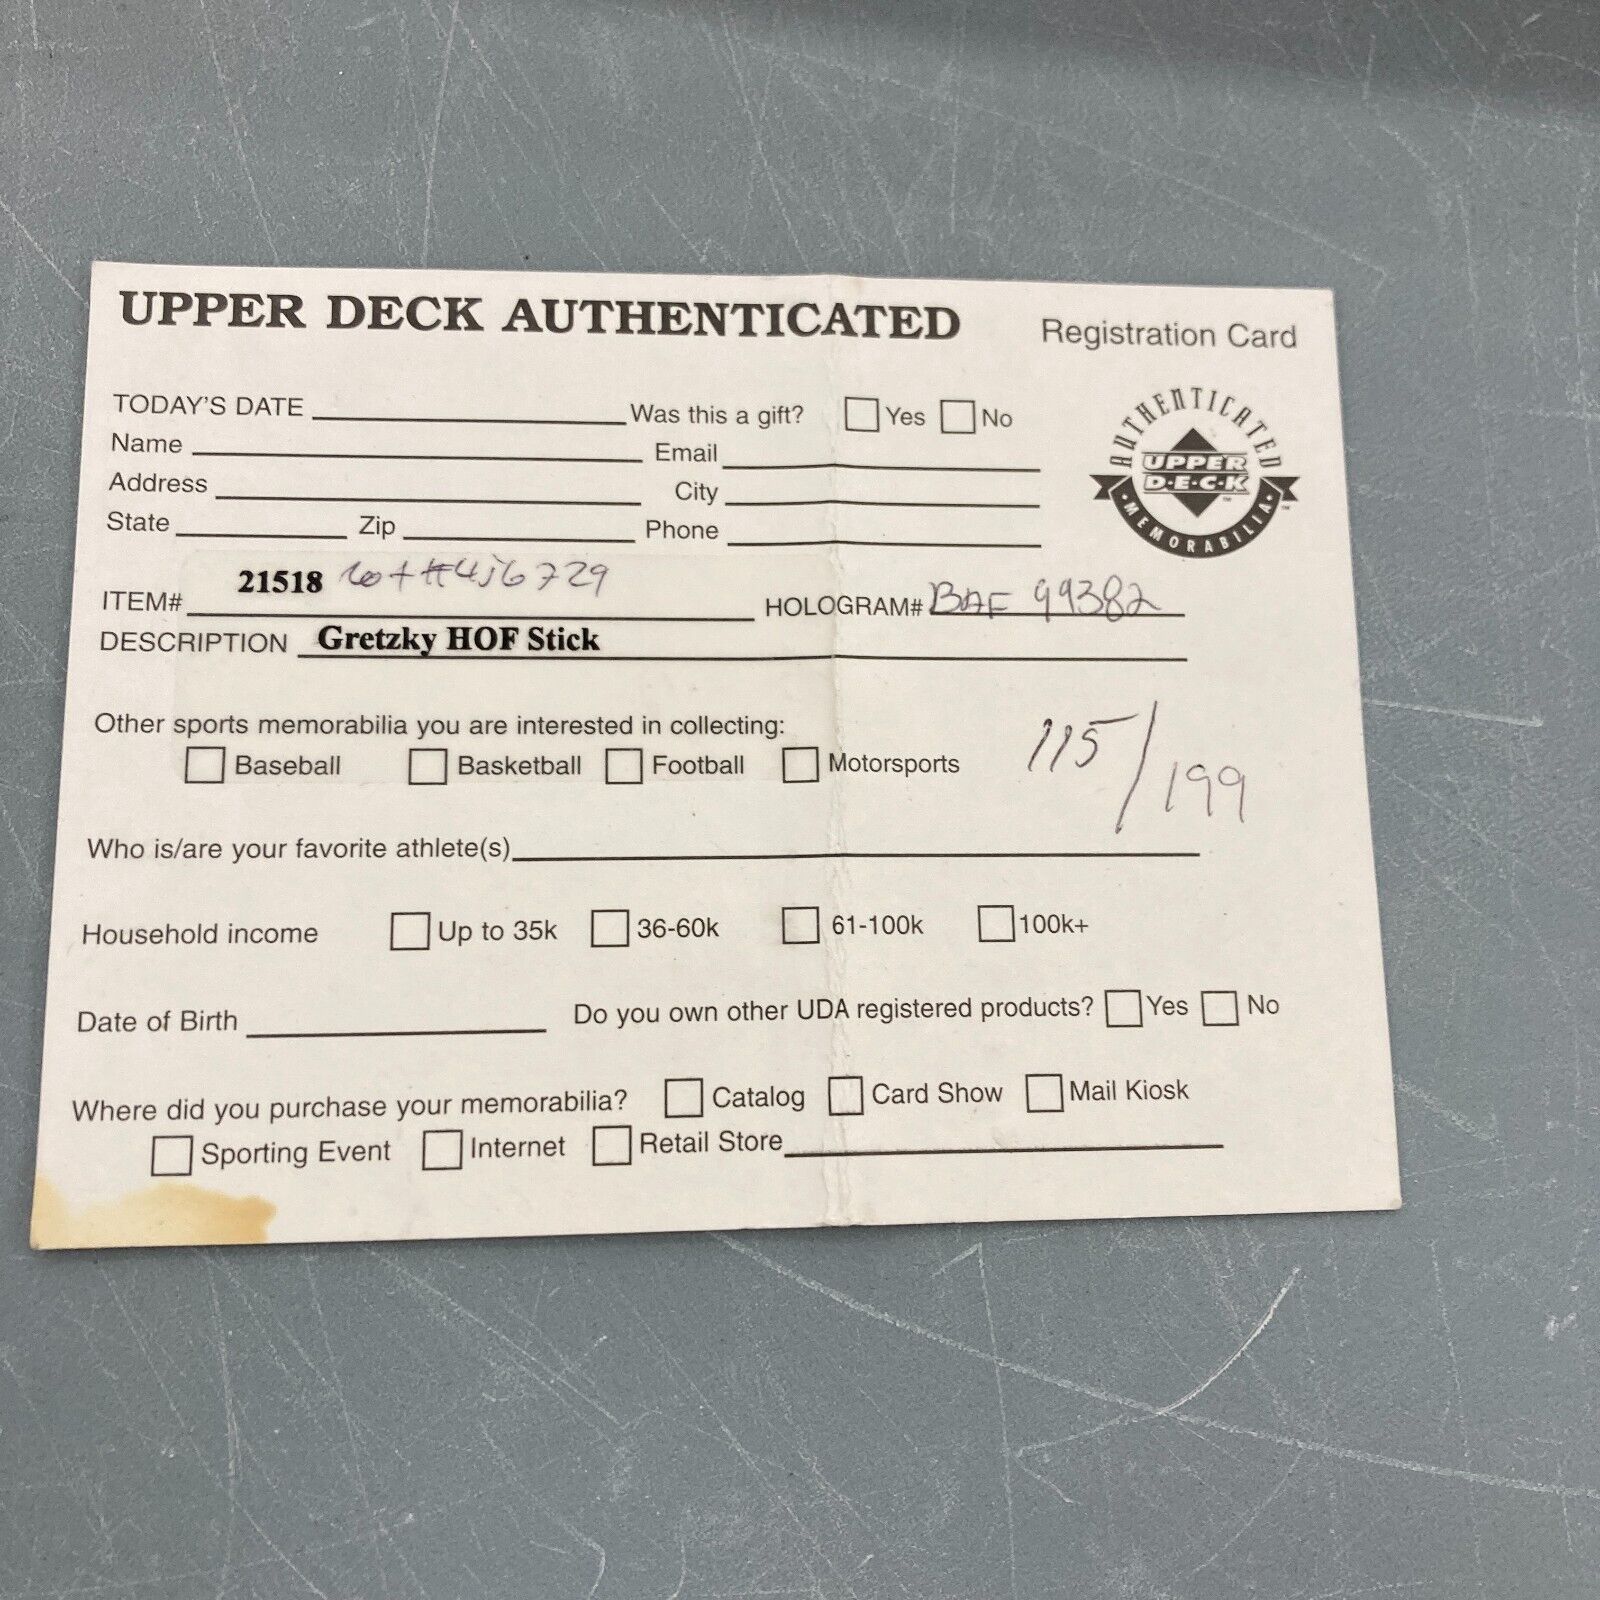 UPPER DECK AUTHENTICATED Registration Card
TODAY'S DATE Was this a gift? Yes No
Name Email
Address City
State Zip Phone
AUTHENTICATED
UPPER
D·E·C·K
MEMORABILIA
ITEM# 21518 Lot #4J6729 HOLOGRAM# BAF 99382
DESCRIPTION Gretzky HOF Stick
115/199
Other sports memorabilia you are interested in collecting:
Baseball Basketball Football Motorsports
Who is/are your favorite athlete(s)
Household income Up to 35k 36-60k 61-100k 100k+
Date of Birth Do you own other UDA registered products? Yes No
Where did you purchase your memorabilia? Catalog Card Show Mail Kiosk
Sporting Event Internet Retail Store